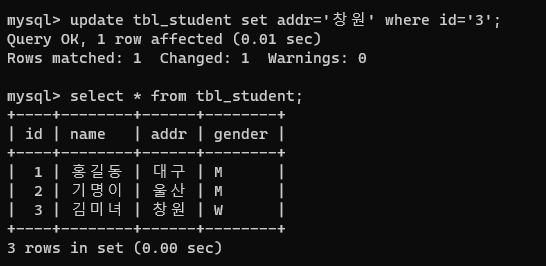 mysql> update tbl_student set addr='창원' where id='3';
Query OK, 1 row affected (0.01 sec)
Rows matched: 1  Changed: 1  Warnings: 0

mysql> select * from tbl_student;
+----+--------+------+--------+
| id | name   | addr | gender |
+----+--------+------+--------+
|  1 | 홍길동 | 대구 | M      |
|  2 | 기명이 | 울산 | M      |
|  3 | 김미녀 | 창원 | W      |
+----+--------+------+--------+
3 rows in set (0.00 sec)